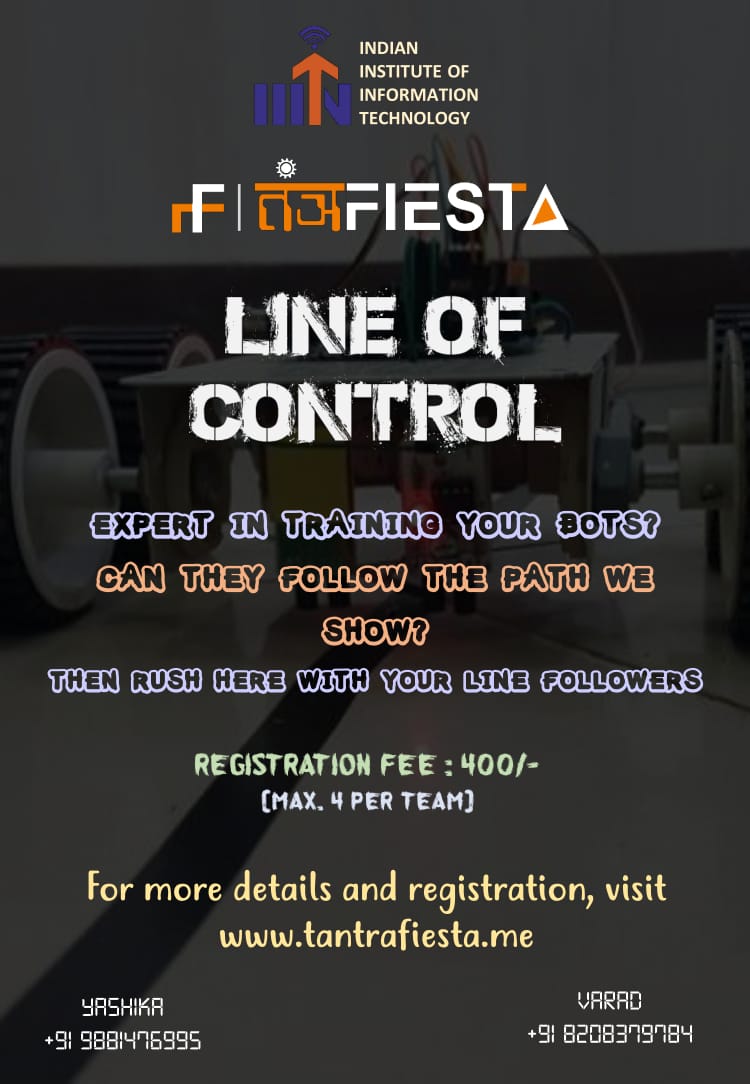 IIITN
INDIAN
INSTITUTE OF
INFORMATION
TECHNOLOGY
तंत्रFIESTA
LINE OF
CONTROL
EXPERT IN TRAINING YOUR BOTS?
CAN THEY FOLLOW THE PATH WE
SHOW?
THEN RUSH HERE WITH YOUR LINE FOLLOWERS
REGISTRATION FEE : 400/-
[MAX. 4 PER TEAM]
For more details and registration, visit
www.tantrafiesta.me
YASHIKA
+91 9881476995
VARAD
+91 8208379784